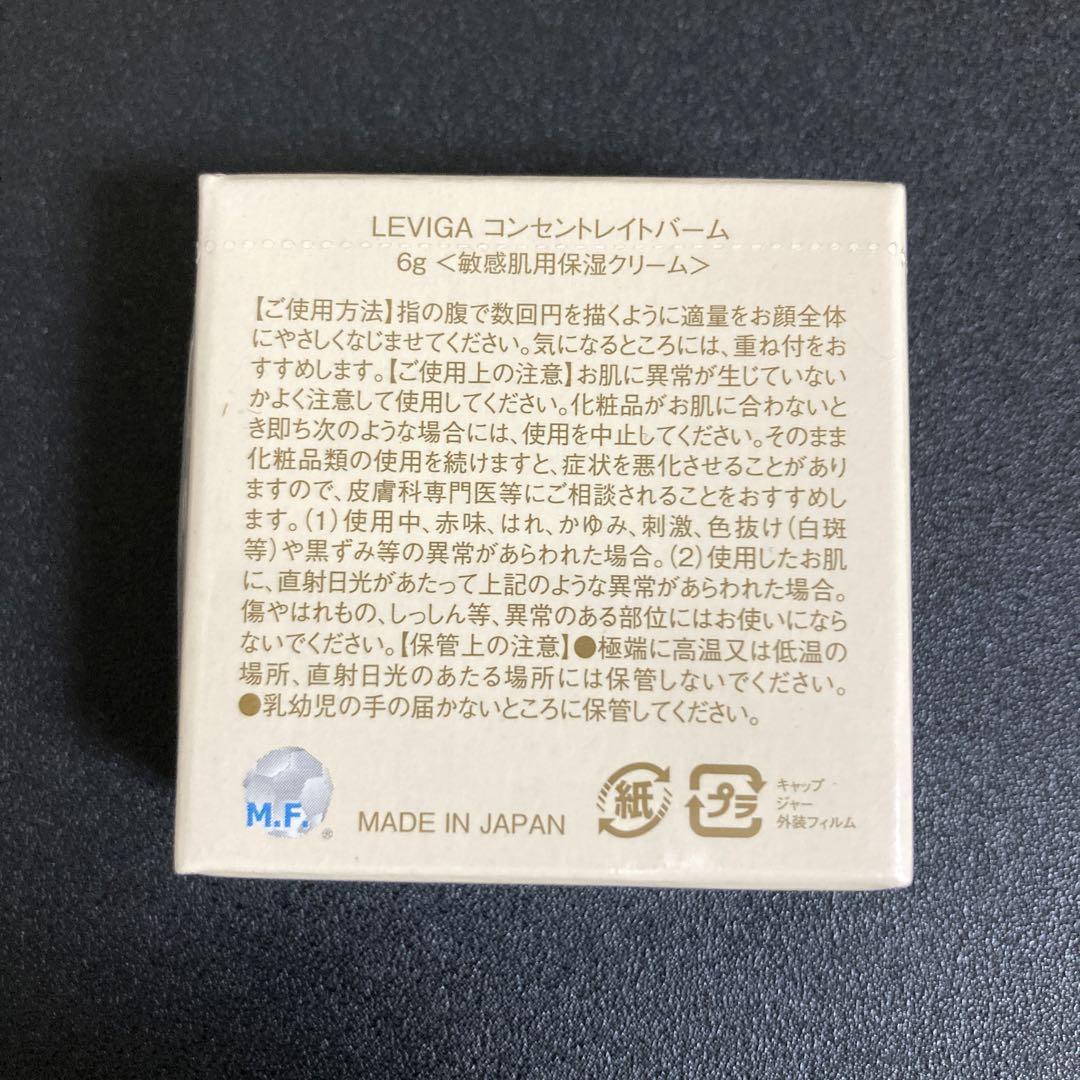 LEVIGA コンセントレイトバーム
6g ＜敏感肌用保湿クリーム＞
【ご使用方法】指の腹で数回円を描くように適量をお顔全体
にやさしくなじませてください。気になるところには、重ね付をお
すすめします。【ご使用上の注意】お肌に異常が生じていない
かよく注意して使用してください。化粧品がお肌に合わないと
き即ち次のような場合には、使用を中止してください。そのまま
化粧品類の使用を続けますと、症状を悪化させることがあり
ますので、皮膚科専門医等にご相談されることをおすすめし
ます。(1)使用中、赤味、はれ、かゆみ、刺激、色抜け(白斑
等)や黒ずみ等の異常があらわれた場合。(2)使用したお肌
に、直射日光があたって上記のような異常があらわれた場合。
傷やはれもの、しっしん等、異常のある部位にはお使いになら
ないでください。【保管上の注意】●極端に高温又は低温の
場所、直射日光のあたる場所には保管しないでください。
●乳幼児の手の届かないところに保管してください。
M.F.®
MADE IN JAPAN
紙
プラ
キャップ
ジャー
外装フィルム